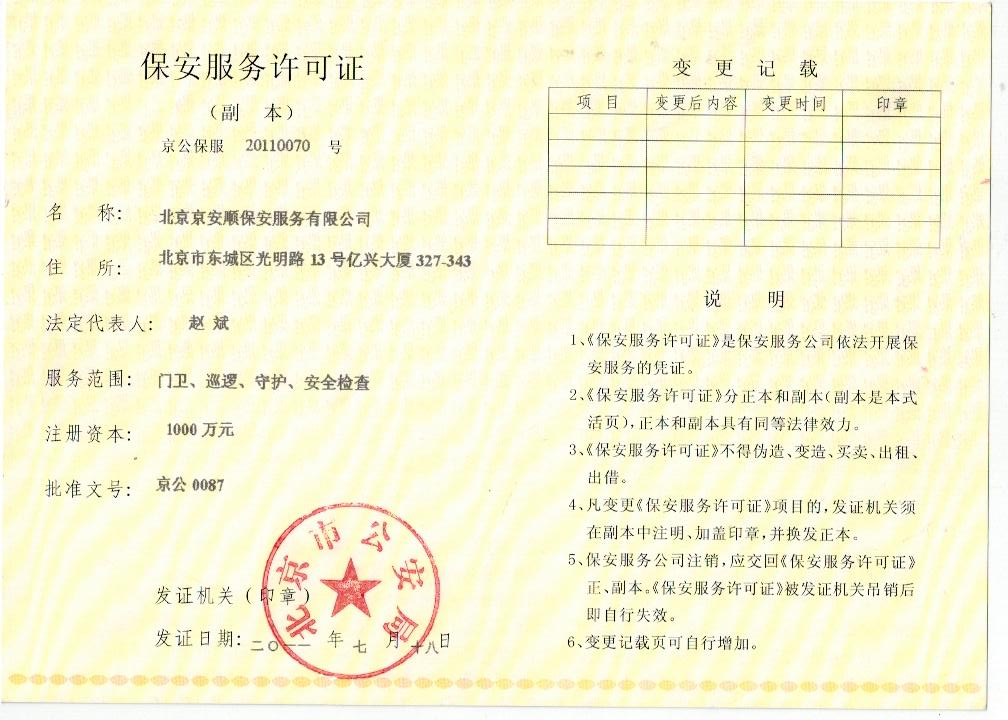 保安服务许可证
（副 本）
京公保服 20110070 号
名 称： 北京京安顺保安服务有限公司
住 所： 北京市东城区光明路 13 号亿兴大厦 327-343
法定代表人： 赵 斌
服务范围： 门卫、巡逻、守护、安全检查
注册资本： 1000 万元
批准文号： 京公 0087
北京市公安局
发证机关（印章）
发证日期：二〇一一 年 七 月 十八 日
变 更 记 载
项 目 变更后内容 变更时间 印章
说 明
1、《保安服务许可证》是保安服务公司依法开展保
安服务的凭证。
2、《保安服务许可证》分正本和副本（副本是本式
活页），正本和副本具有同等法律效力。
3、《保安服务许可证》不得伪造、变造、买卖、出租、
出借。
4、凡变更《保安服务许可证》项目的，发证机关须
在副本中注明、加盖印章，并换发正本。
5、保安服务公司注销，应交回《保安服务许可证》
正、副本。《保安服务许可证》被发证机关吊销后
即自行失效。
6、变更记载页可自行增加。